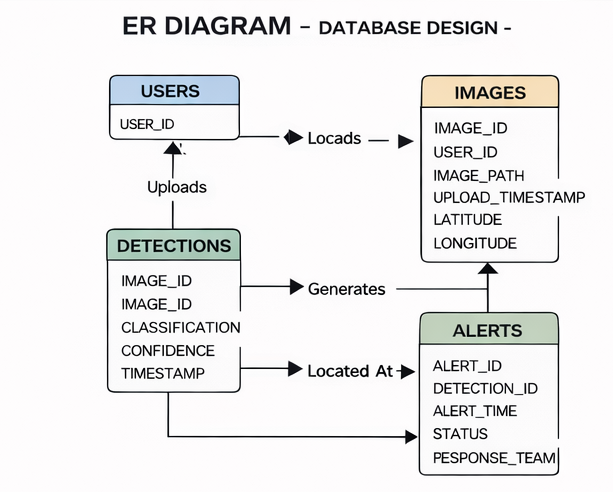 ER DIAGRAM – DATABASE DESIGN -
USERS
USER_ID
Locads
IMAGES
IMAGE_ID
USER_ID
IMAGE_PATH
UPLOAD_TIMESTAMP
LATITUDE
LONGITUDE
Uploads
DETECTIONS
IMAGE_ID
IMAGE_ID
CLASSIFICATION
CONFIDENCE
TIMESTAMP
Generates
Located At
ALERTS
ALERT_ID
DETECTION_ID
ALERT_TIME
STATUS
PESPONSE_TEAM